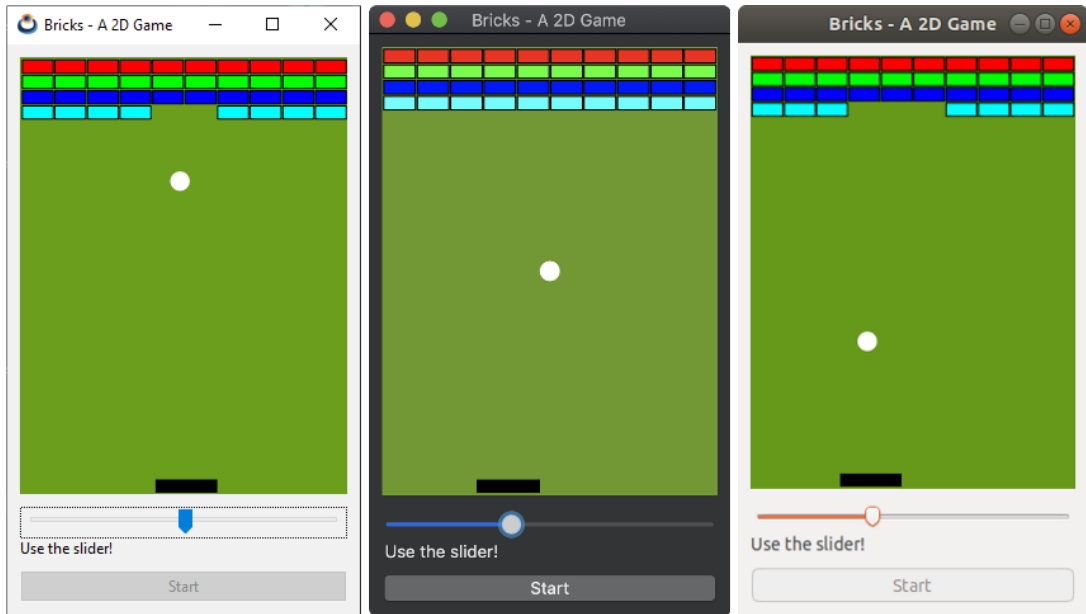 Bricks - A 2D Game
Use the slider!
Start
Bricks - A 2D Game
Use the slider!
Start
Bricks - A 2D Game
Use the slider!
Start